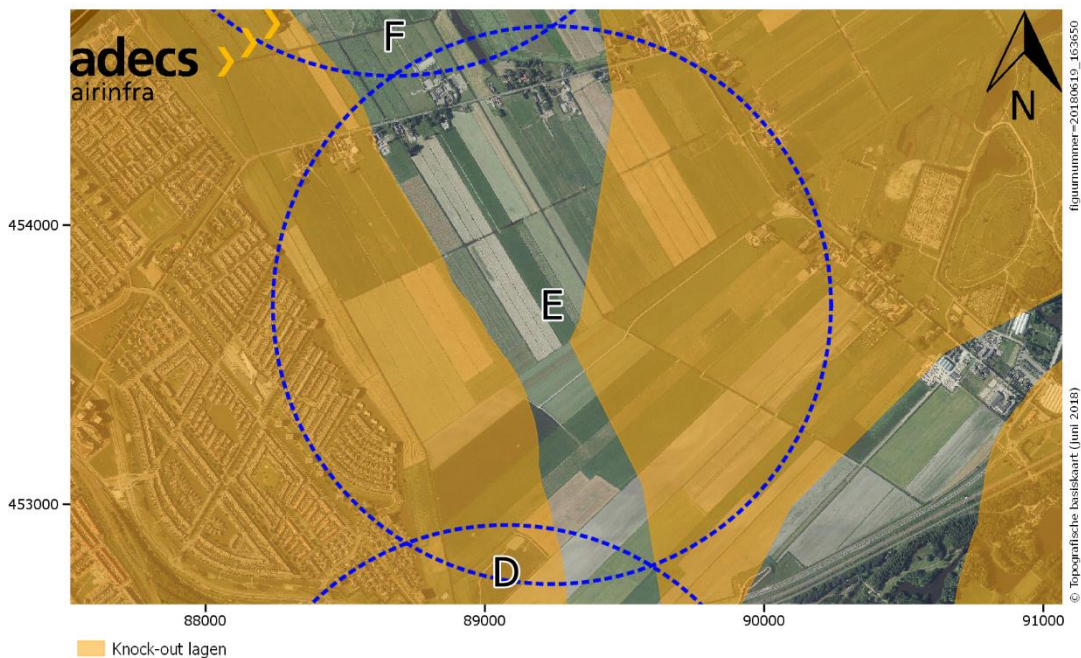 adecs
airinfra
F
E
D
N
figuurnummer=20180619_163650
© Topografische basiskaart (juni 2018)
454000
453000
88000 89000 90000 91000
Knock-out lagen